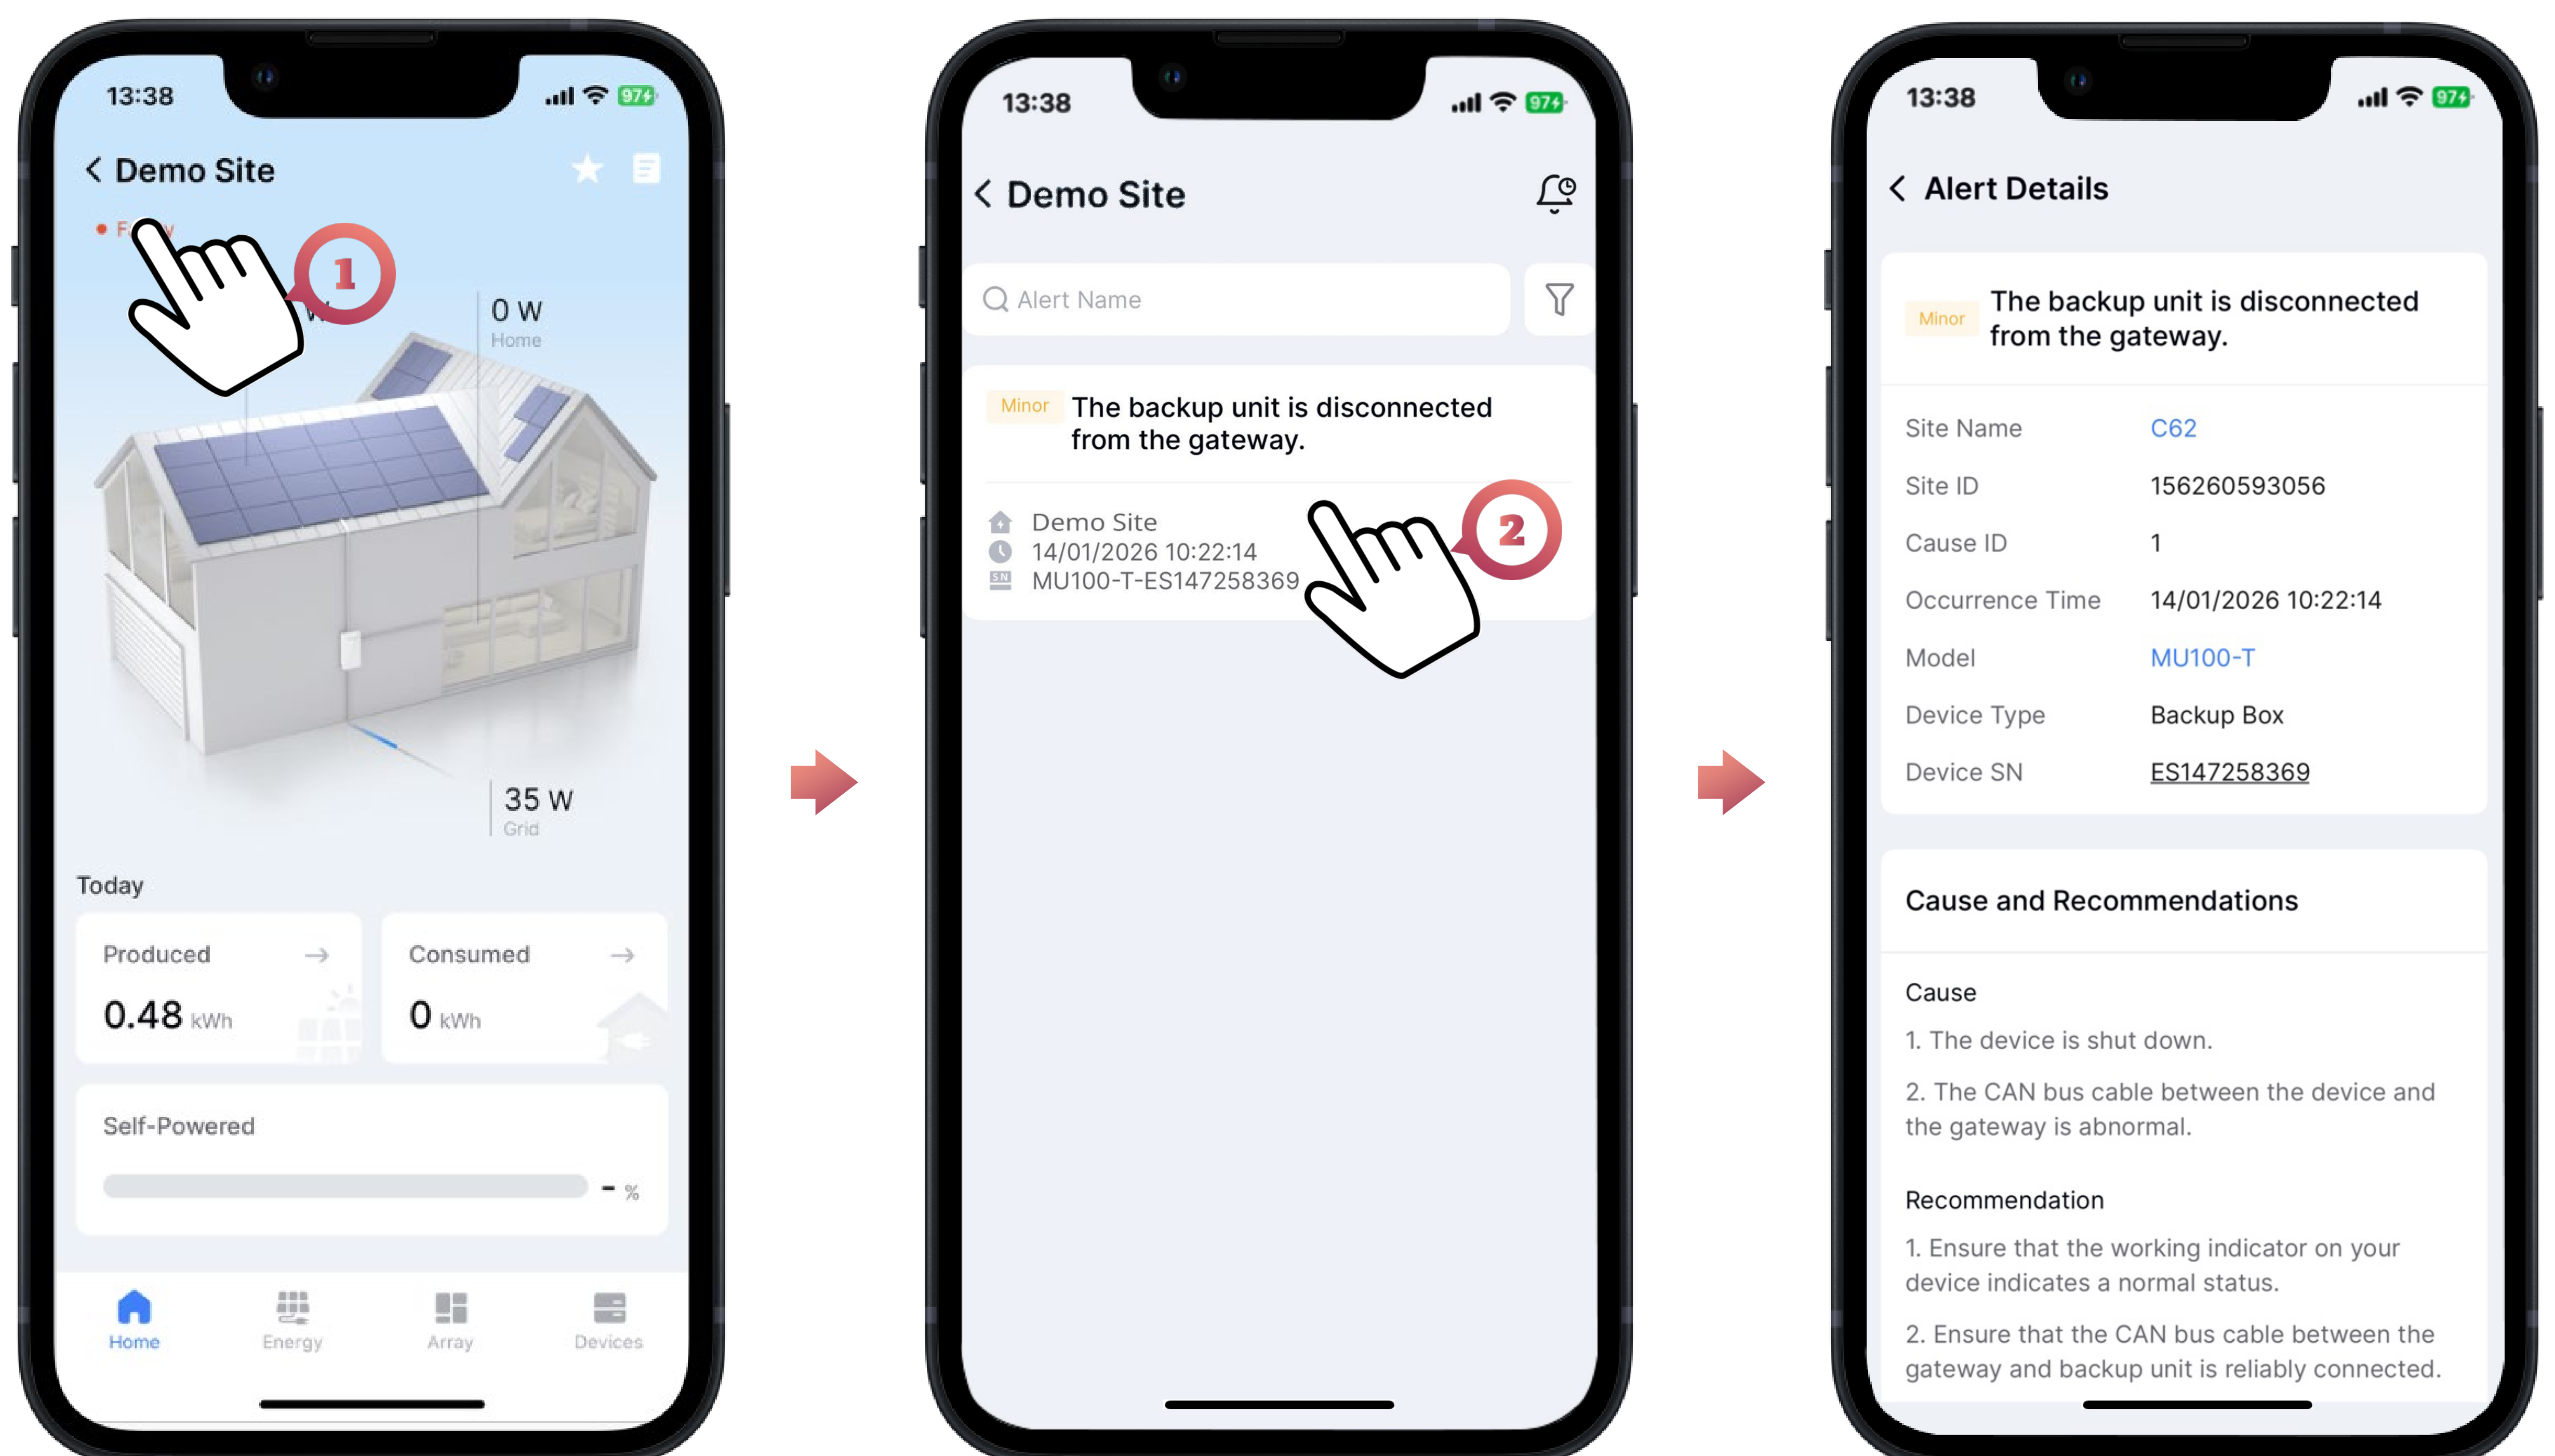 13:38
97
Demo Site
1
W
0 W
Home
35 W
Grid
Today
Produced
0.48 kWh
Consumed
0 kWh
Self-Powered
- %
Home
Energy
Array
Devices
13:38
97
Demo Site
Alert Name
Minor
The backup unit is disconnected
from the gateway.
Demo Site
14/01/2026 10:22:14
SN
MU100-T-ES147258369
2
13:38
97
Alert Details
Minor
The backup unit is disconnected
from the gateway.
Site Name C62
Site ID 156260593056
Cause ID 1
Occurrence Time 14/01/2026 10:22:14
Model MU100-T
Device Type Backup Box
Device SN ES147258369
Cause and Recommendations
Cause
1. The device is shut down.
2. The CAN bus cable between the device and
the gateway is abnormal.
Recommendation
1. Ensure that the working indicator on your
device indicates a normal status.
2. Ensure that the CAN bus cable between the
gateway and backup unit is reliably connected.